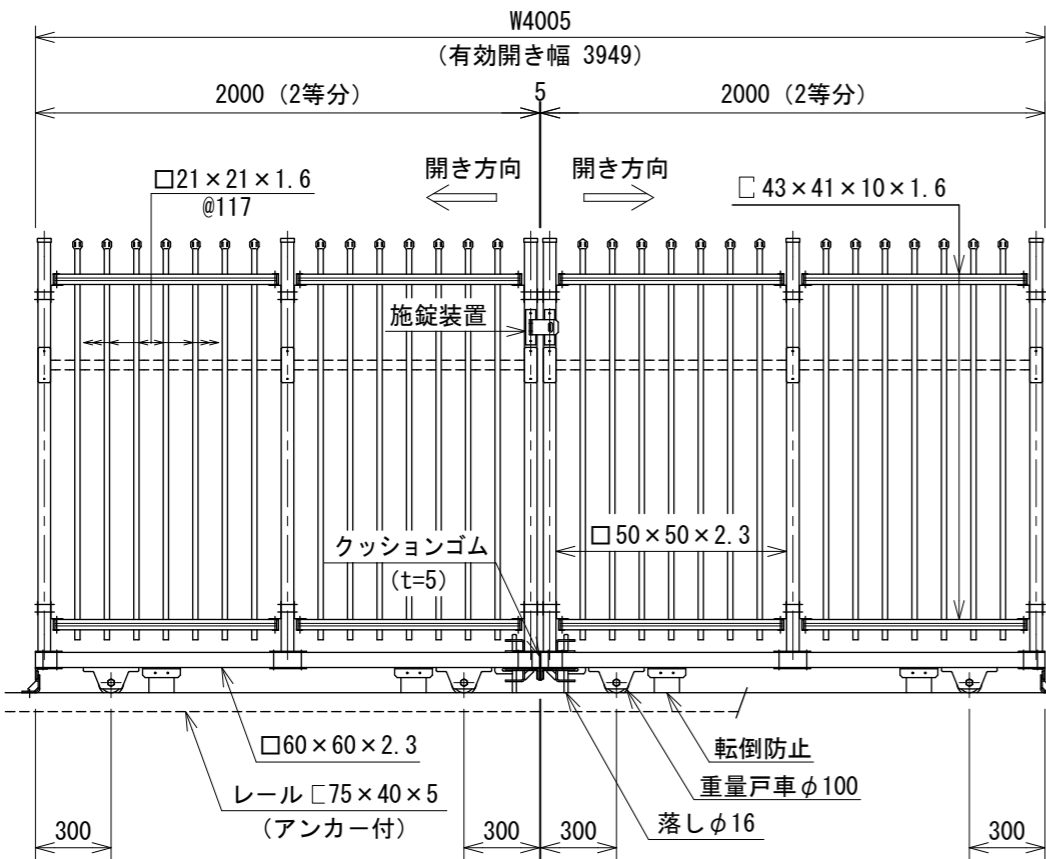 W4005
(有効開き幅 3949)
2000 (2等分)
5
2000 (2等分)
開き方向
開き方向
□21×21×1.6
@117
[43×41×10×1.6
施錠装置
クッションゴム
(t=5)
□50×50×2.3
□60×60×2.3
転倒防止
レール [75×40×5
(アンカー付)
重量戸車φ100
落しφ16
300
300
300
300